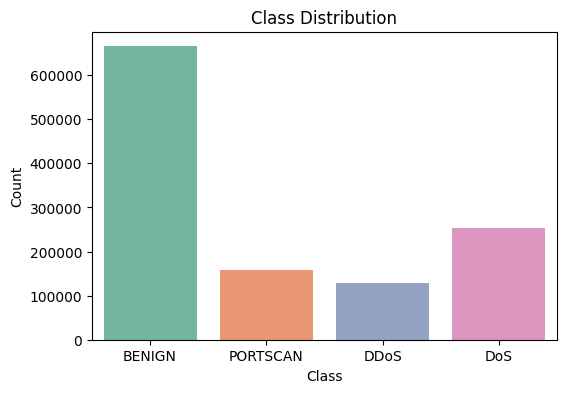 Class Distribution
Count
600000
500000
400000
300000
200000
100000
0
BENIGN PORTSCAN DDoS DoS
Class